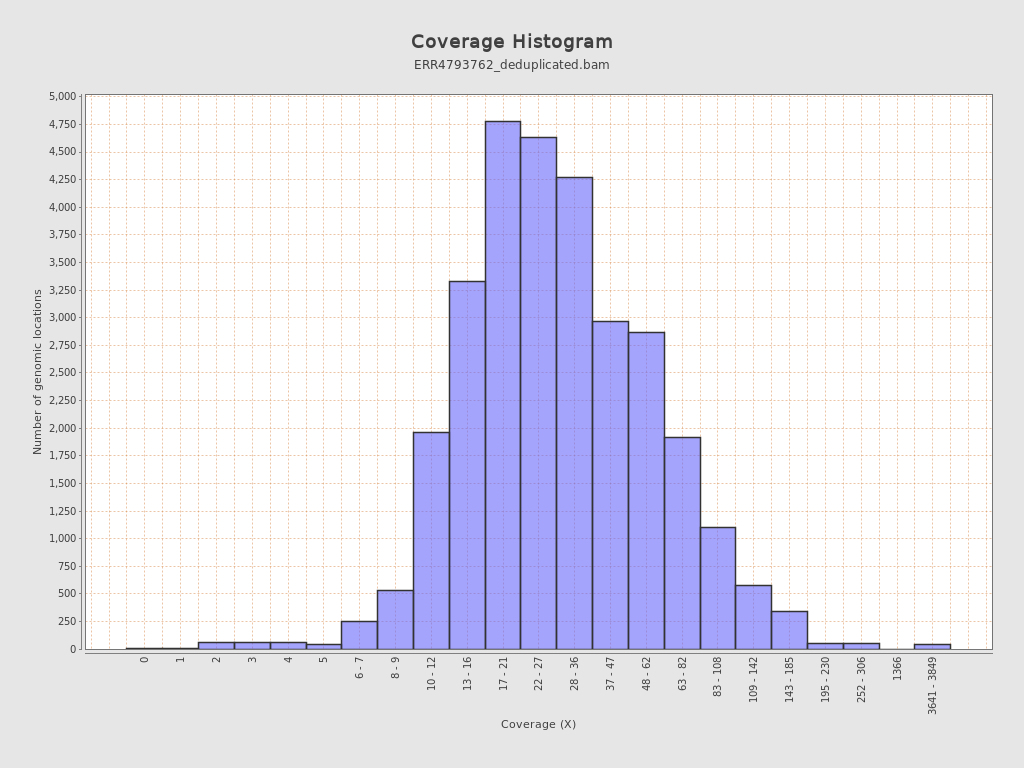 Coverage Histogram
ERR4793762_deduplicated.bam
Number of genomic locations
5,000
4,750
4,500
4,250
4,000
3,750
3,500
3,250
3,000
2,750
2,500
2,250
2,000
1,750
1,500
1,250
1,000
750
500
250
0
0
1
2
3
4
5
6 - 7
8 - 9
10 - 12
13 - 16
17 - 21
22 - 27
28 - 36
37 - 47
48 - 62
63 - 82
83 - 108
109 - 142
143 - 185
195 - 230
252 - 306
1366
3641 - 3849
Coverage (X)